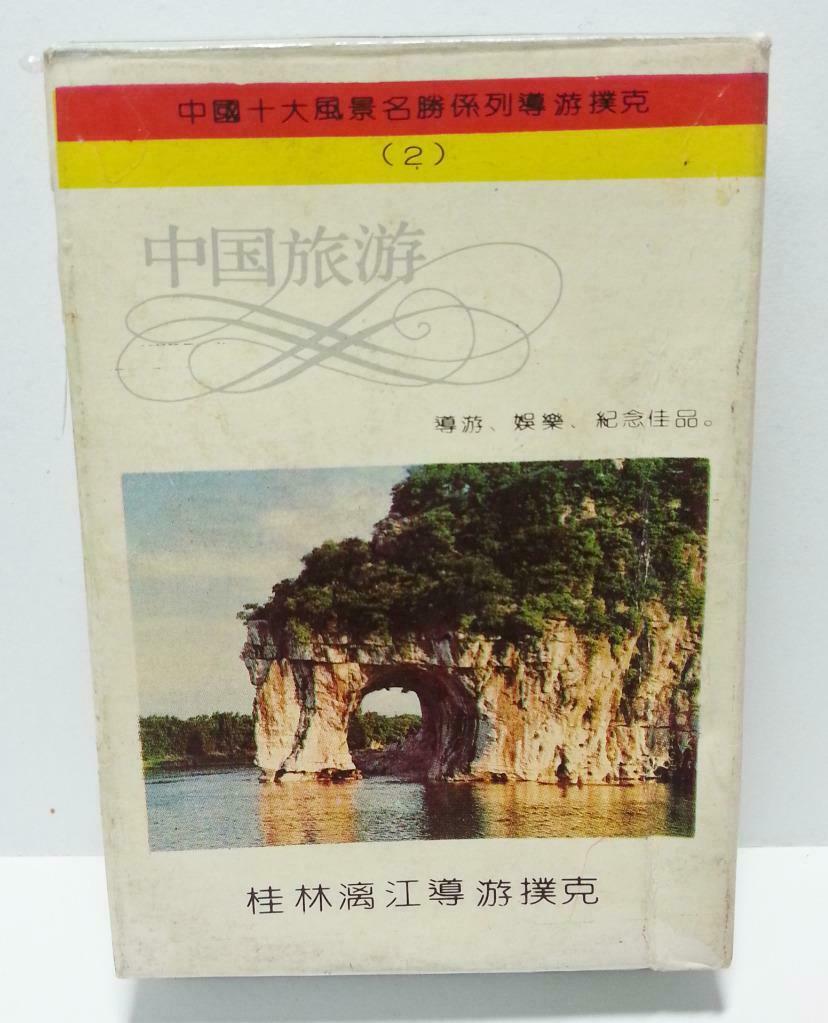 中國十大風景名勝係列導游撲克
(2)
中国旅游
導游、娛樂、紀念佳品。
桂林漓江導游撲克